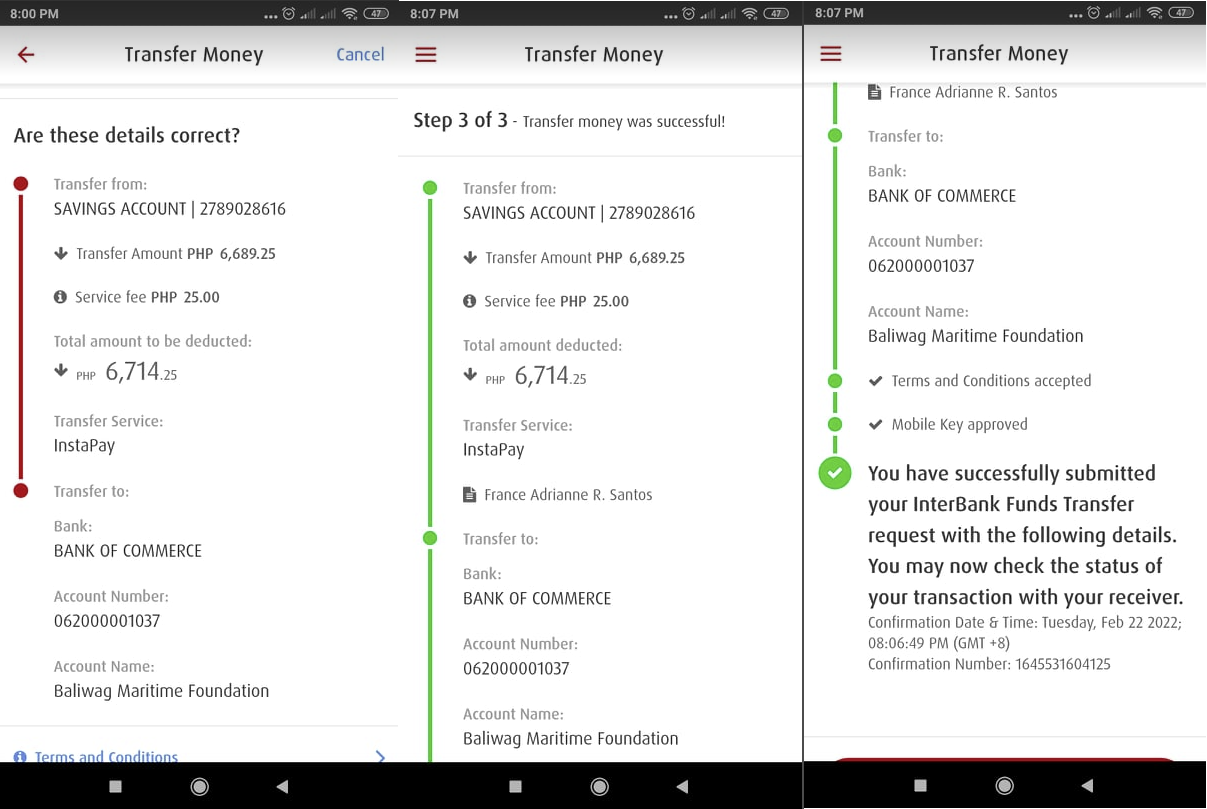 8:00 PM
47
Transfer Money
Cancel
Are these details correct?
Transfer from:
SAVINGS ACCOUNT | 2789028616
Transfer Amount PHP 6,689.25
Service fee PHP 25.00
Total amount to be deducted:
PHP 6,714.25
Transfer Service:
InstaPay
Transfer to:
Bank:
BANK OF COMMERCE
Account Number:
062000001037
Account Name:
Baliwag Maritime Foundation
Terms and Conditions
8:07 PM
47
Transfer Money
Step 3 of 3 - Transfer money was successful!
Transfer from:
SAVINGS ACCOUNT | 2789028616
Transfer Amount PHP 6,689.25
Service fee PHP 25.00
Total amount deducted:
PHP 6,714.25
Transfer Service:
InstaPay
France Adrianne R. Santos
Transfer to:
Bank:
BANK OF COMMERCE
Account Number:
062000001037
Account Name:
Baliwag Maritime Foundation
8:07 PM
47
Transfer Money
France Adrianne R. Santos
Transfer to:
Bank:
BANK OF COMMERCE
Account Number:
062000001037
Account Name:
Baliwag Maritime Foundation
Terms and Conditions accepted
Mobile Key approved
You have successfully submitted
your InterBank Funds Transfer
request with the following details.
You may now check the status of
your transaction with your receiver.
Confirmation Date & Time: Tuesday, Feb 22 2022;
08:06:49 PM (GMT +8)
Confirmation Number: 1645531604125